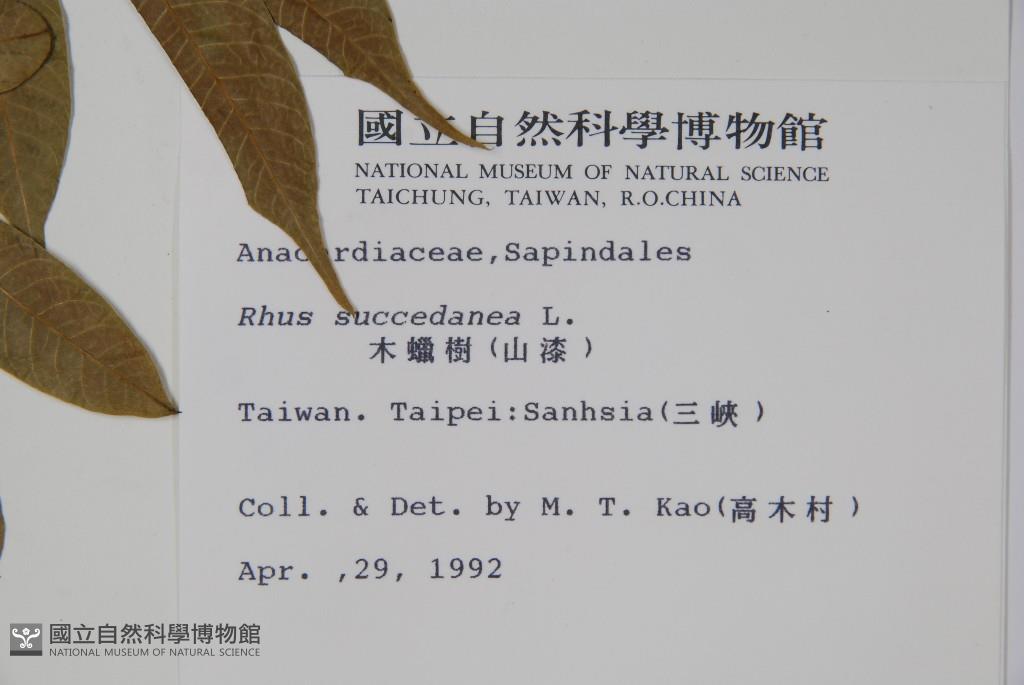 國立自然科學博物館
NATIONAL MUSEUM OF NATURAL SCIENCE
TAICHUNG, TAIWAN, R.O.CHINA
Anacardiaceae,Sapindales
Rhus succedanea L.
木蠟樹(山漆)
Taiwan. Taipei:Sanhsia(三峽)
Coll. & Det. by M. T. Kao(高木村)
Apr. ,29, 1992
國立自然科學博物館
NATIONAL MUSEUM OF NATURAL SCIENCE